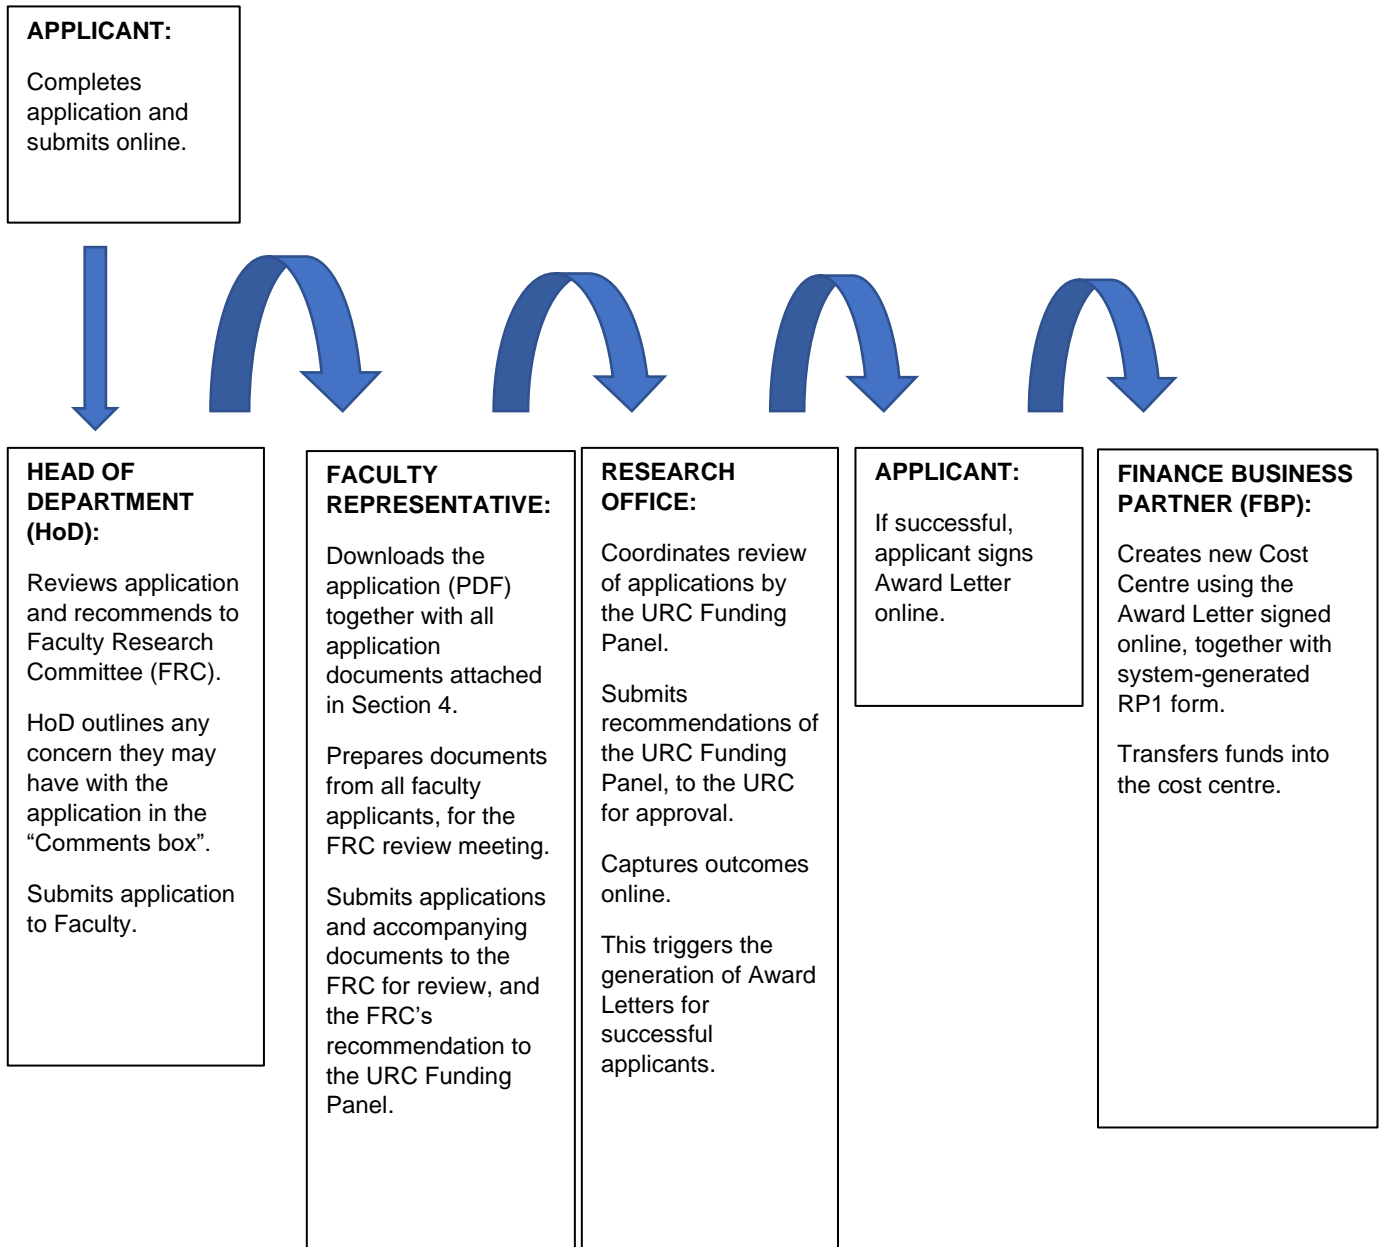 APPLICANT:
Completes
application and
submits online.
HEAD OF
DEPARTMENT
(HoD):
Reviews application
and recommends to
Faculty Research
Committee (FRC).
HoD outlines any
concern they may
have with the
application in the
“Comments box”.
Submits application
to Faculty.
FACULTY
REPRESENTATIVE:
Downloads the
application (PDF)
together with all
application
documents attached
in Section 4.
Prepares documents
from all faculty
applicants, for the
FRC review meeting.
Submits applications
and accompanying
documents to the
FRC for review, and
the FRC’s
recommendation to
the URC Funding
Panel.
RESEARCH
OFFICE:
Coordinates review
of applications by
the URC Funding
Panel.
Submits
recommendations of
the URC Funding
Panel, to the URC
for approval.
Captures outcomes
online.
This triggers the
generation of Award
Letters for
successful
applicants.
APPLICANT:
If successful,
applicant signs
Award Letter
online.
FINANCE BUSINESS
PARTNER (FBP):
Creates new Cost
Centre using the
Award Letter signed
online, together with
system-generated
RP1 form.
Transfers funds into
the cost centre.